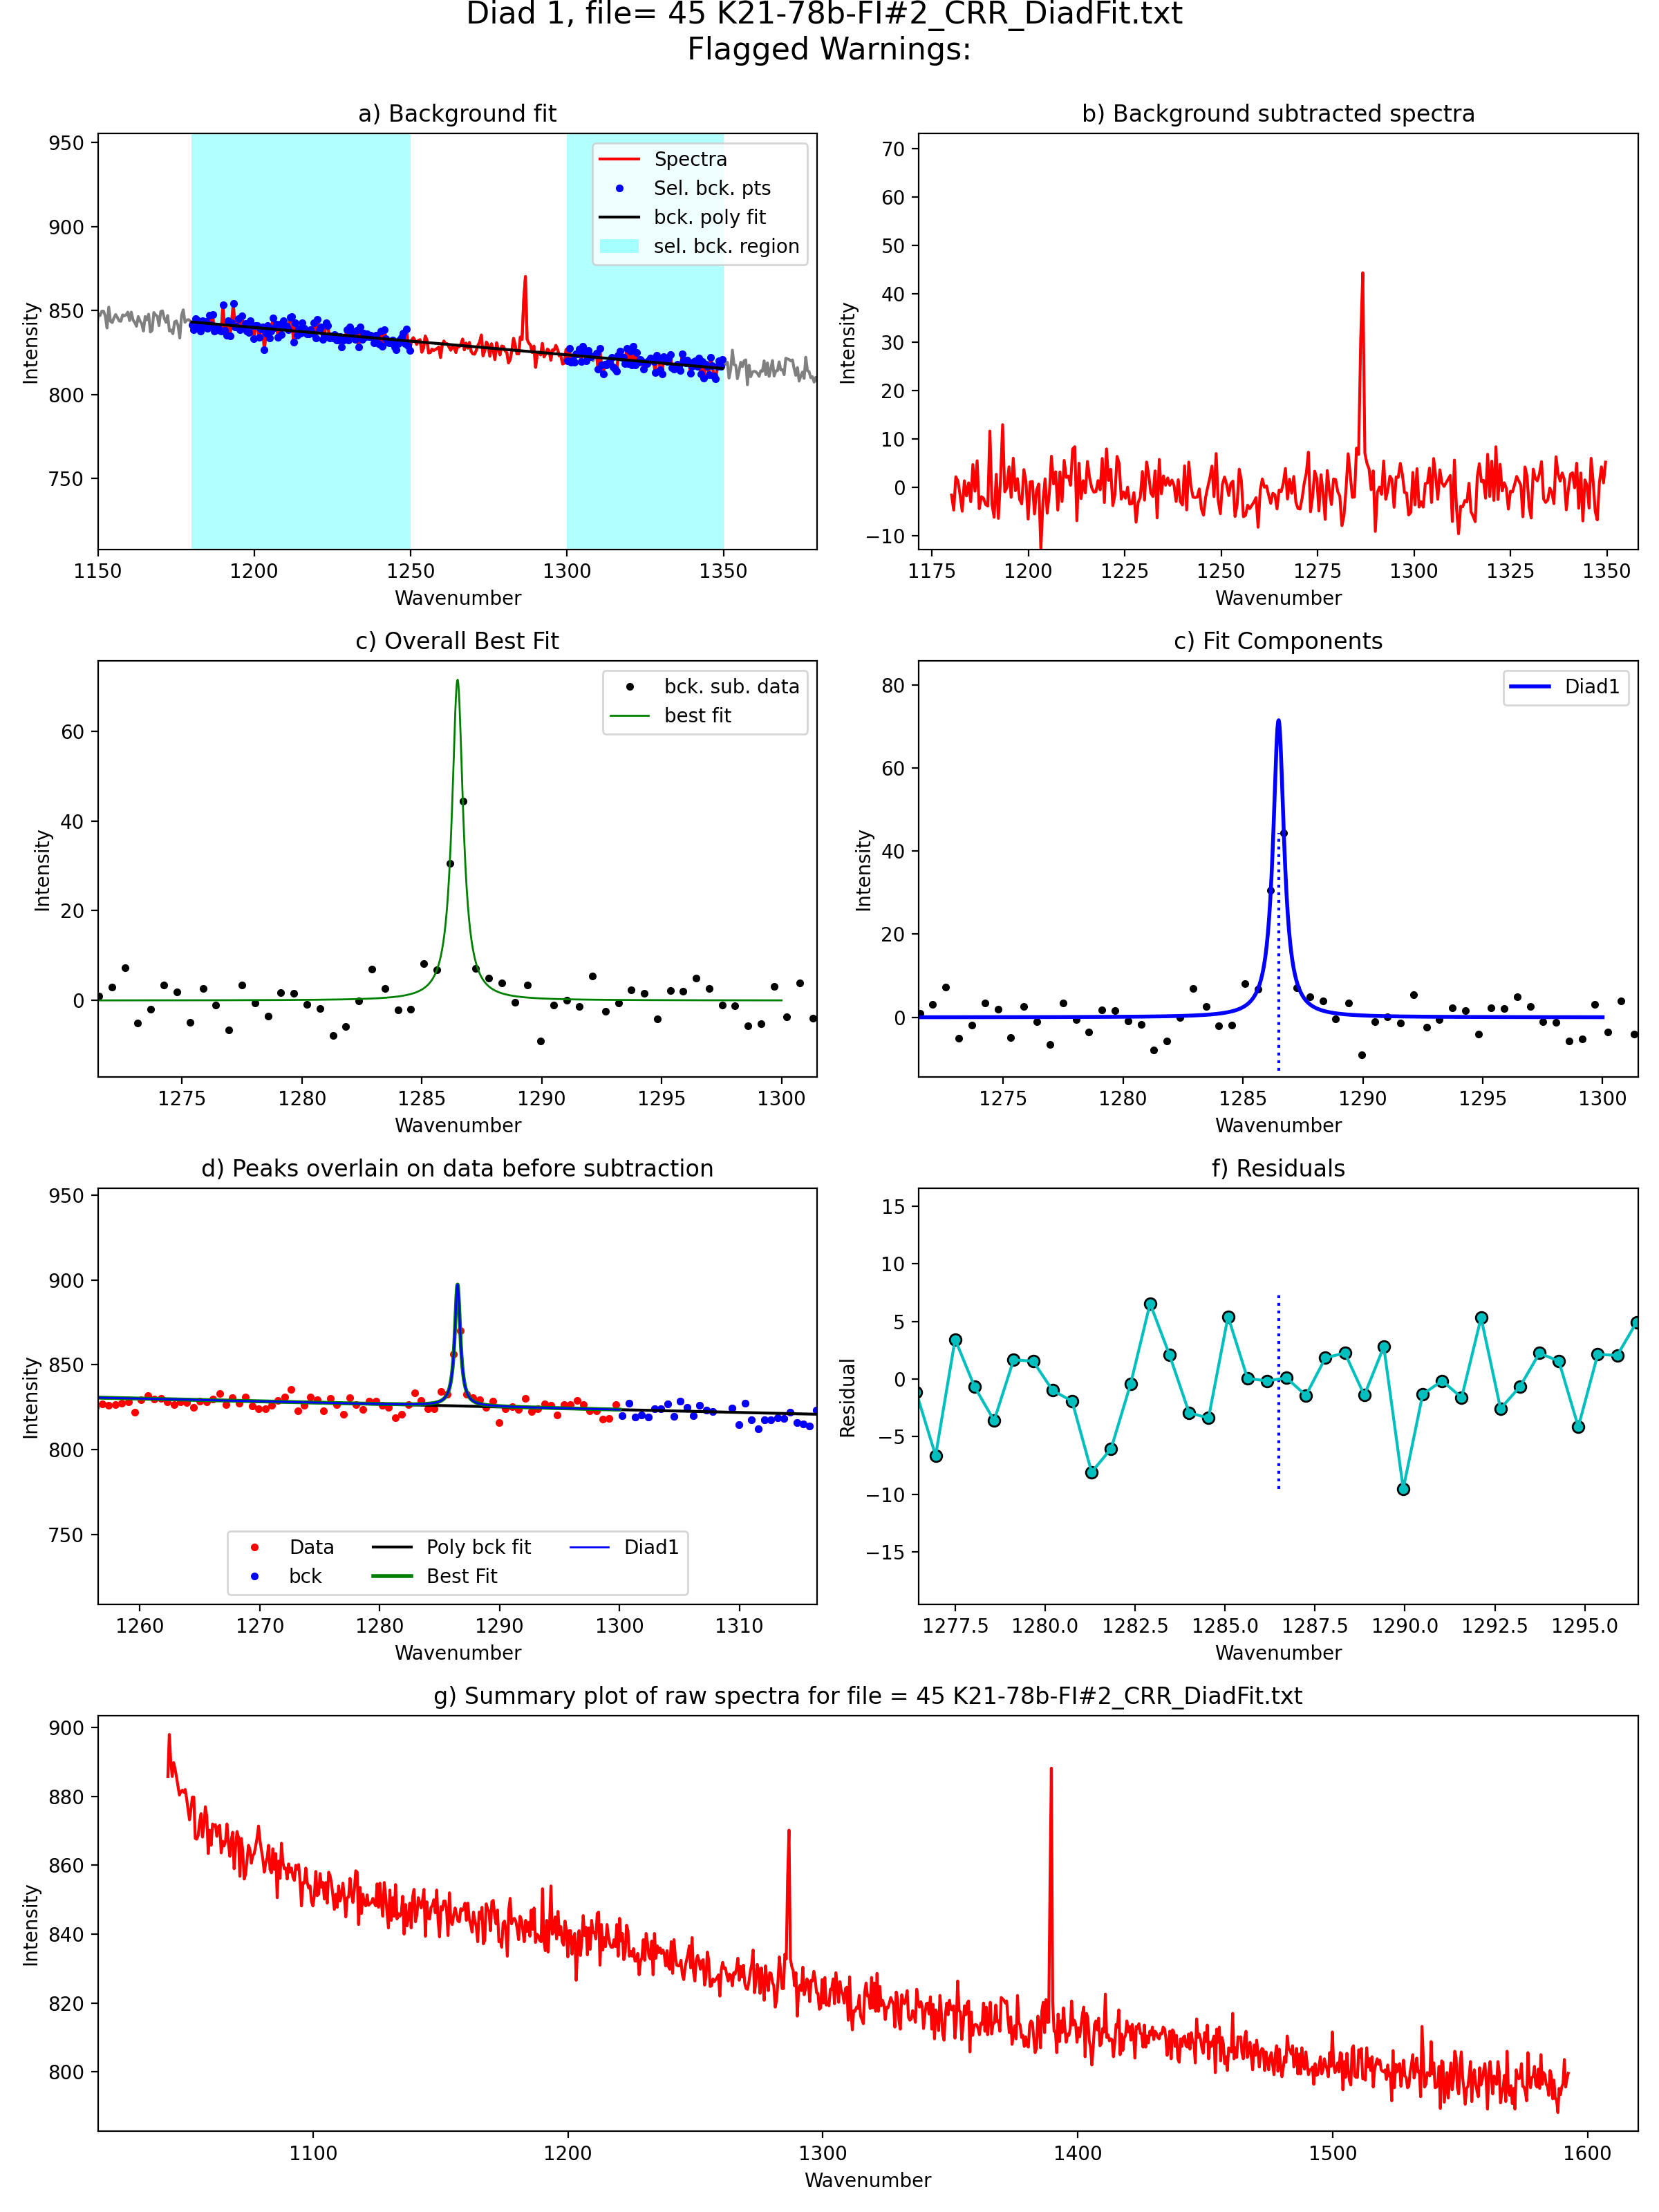 Diad 1, file= 45 K21-78b-FI#2_CRR_DiadFit.txt
Flagged Warnings:
a) Background fit
950
900
850
800
750
Intensity
Spectra
Sel. bck. pts
bck. poly fit
sel. bck. region
1150 1200 1250 1300 1350
Wavenumber
b) Background subtracted spectra
70
60
50
40
30
20
10
0
−10
Intensity
1175 1200 1225 1250 1275 1300 1325 1350
Wavenumber
c) Overall Best Fit
60
40
20
0
Intensity
bck. sub. data
best fit
1275 1280 1285 1290 1295 1300
Wavenumber
c) Fit Components
80
60
40
20
0
Intensity
Diad1
1275 1280 1285 1290 1295 1300
Wavenumber
d) Peaks overlain on data before subtraction
950
900
850
800
750
Intensity
Data Poly bck fit Diad1
bck Best Fit
1260 1270 1280 1290 1300 1310
Wavenumber
f) Residuals
15
10
5
0
−5
−10
−15
Residual
1277.5 1280.0 1282.5 1285.0 1287.5 1290.0 1292.5 1295.0
Wavenumber
g) Summary plot of raw spectra for file = 45 K21-78b-FI#2_CRR_DiadFit.txt
900
880
860
840
820
800
Intensity
1100 1200 1300 1400 1500 1600
Wavenumber